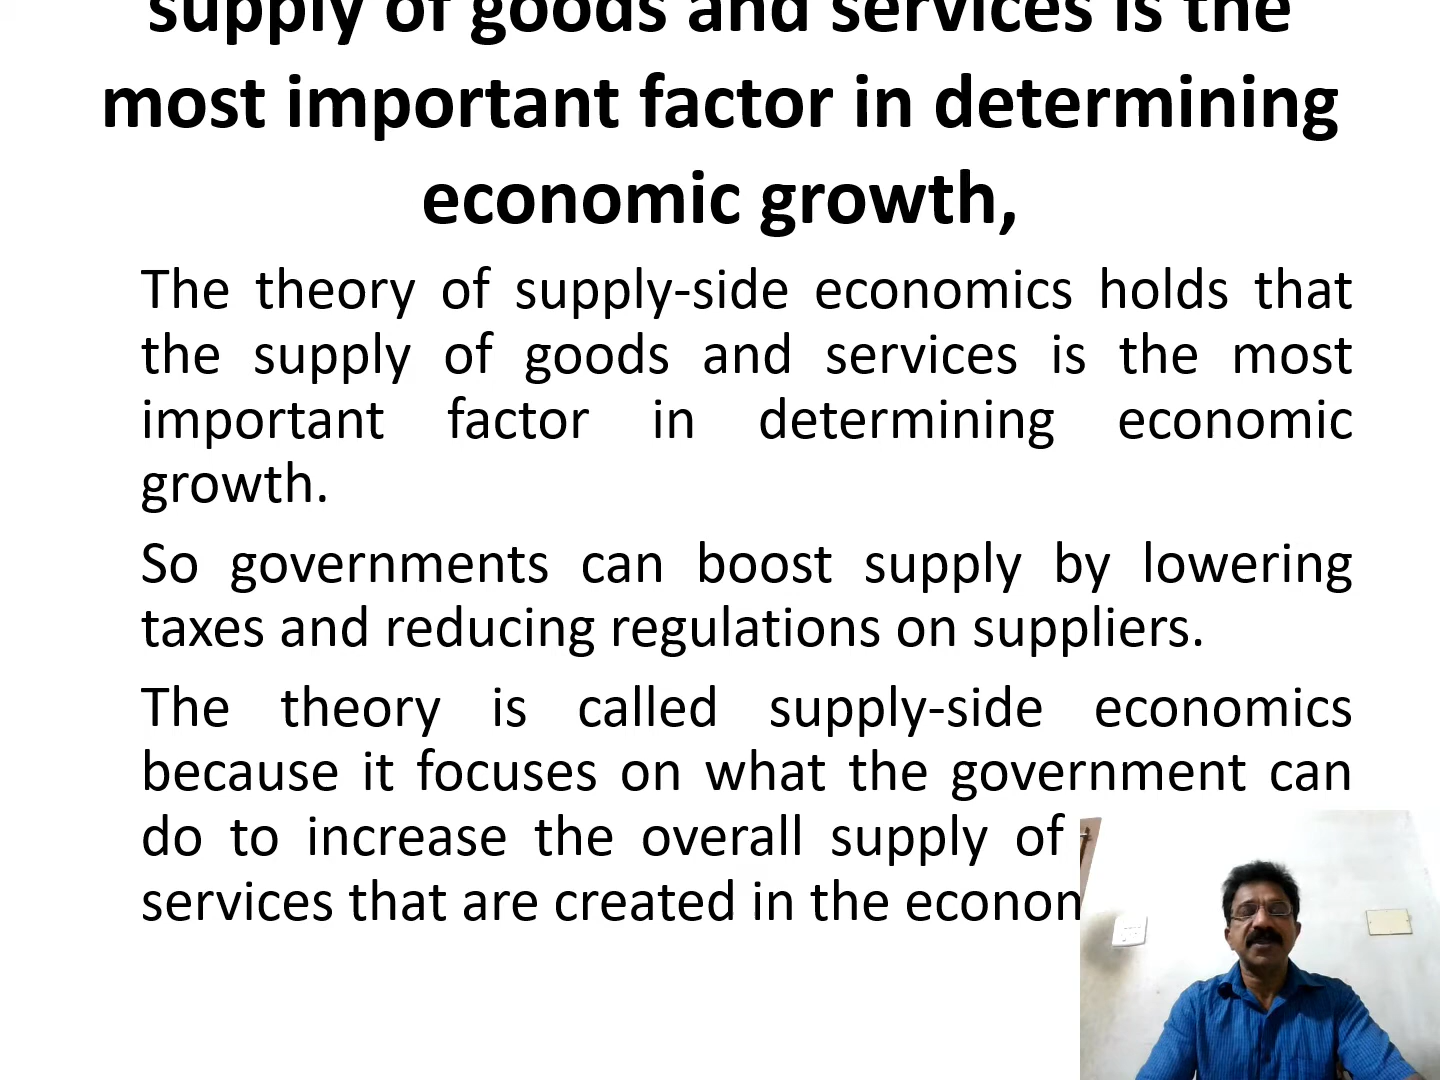 supply of goods and services is the
most important factor in determining
economic growth,
The theory of supply-side economics holds that
the supply of goods and services is the most
important factor in determining economic
growth.
So governments can boost supply by lowering
taxes and reducing regulations on suppliers.
The theory is called supply-side economics
because it focuses on what the government can
do to increase the overall supply of
services that are created in the